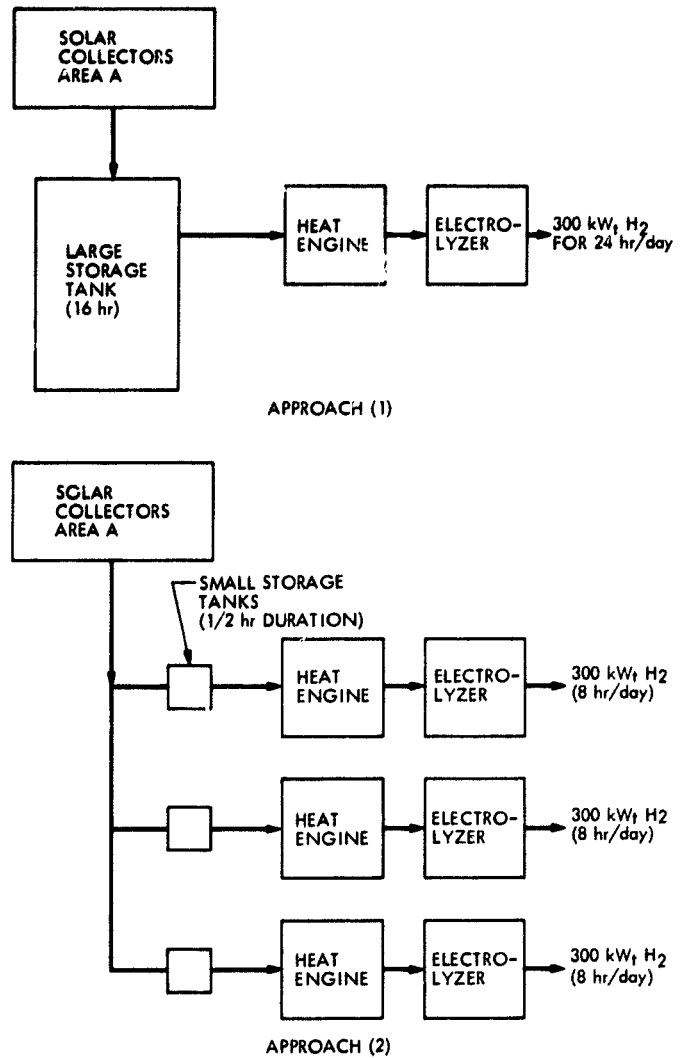 SOLAR
COLLECTORS
AREA A
LARGE
STORAGE
TANK
(16 hr)
HEAT
ENGINE
ELECTRO-
LYZER
300 kWt H2
FOR 24 hr/day
APPROACH (1)
SOLAR
COLLECTORS
AREA A
SMALL STORAGE
TANKS
(1/2 hr DURATION)
HEAT
ENGINE
ELECTRO-
LYZER
300 kWt H2
(8 hr/day)
HEAT
ENGINE
ELECTRO-
LYZER
300 kWt H2
(8 hr/day)
HEAT
ENGINE
ELECTRO-
LYZER
300 kWt H2
(8 hr/day)
APPROACH (2)